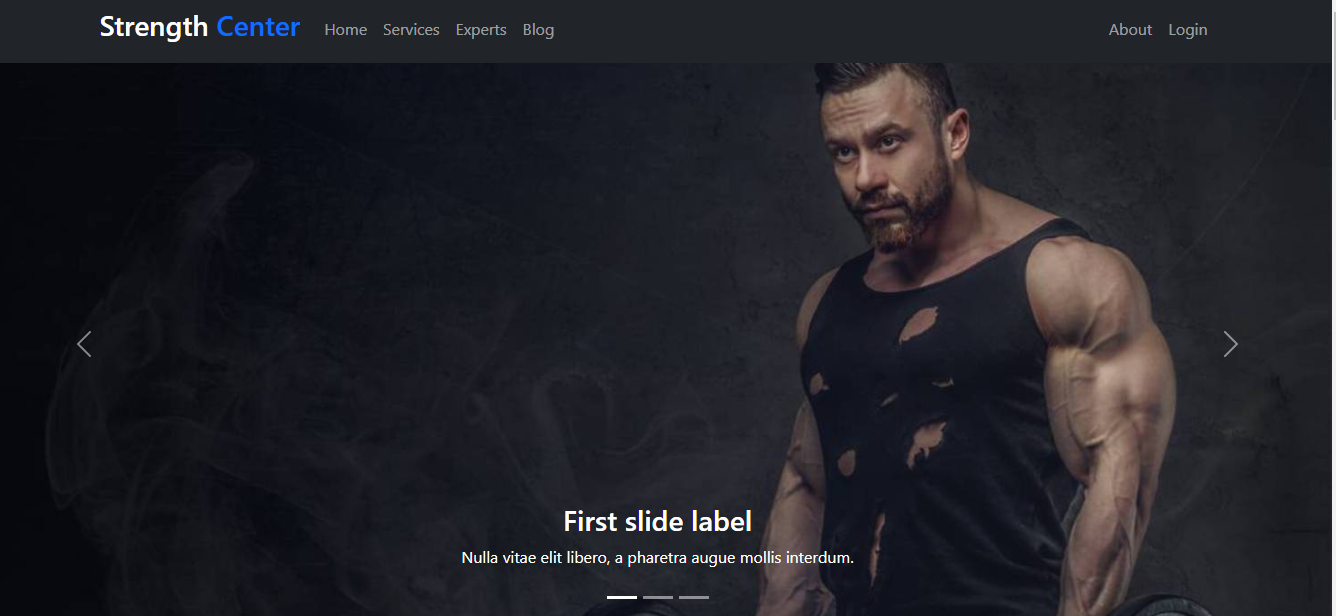 Strength Center Home Services Experts Blog About Login
First slide label
Nulla vitae elit libero, a pharetra augue mollis interdum.